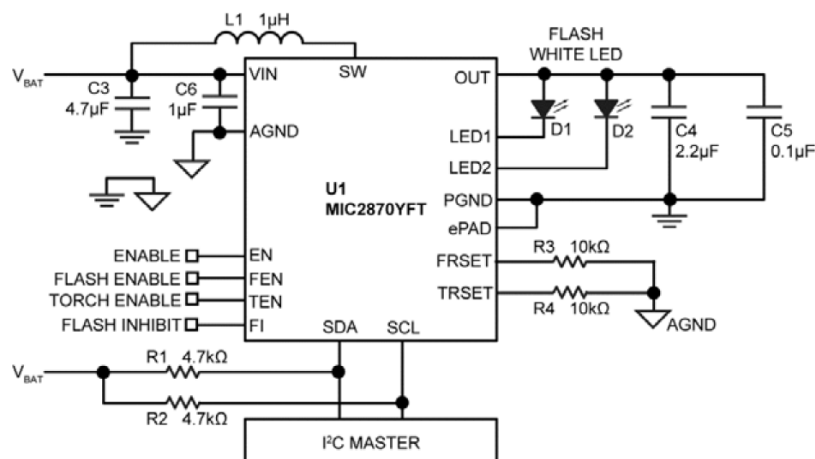 L1 1µH
FLASH
WHITE LED
VBAT
C3
4.7µF
C6
1µF
VIN
SW
OUT
AGND
LED1
D1
D2
C4
2.2µF
C5
0.1µF
LED2
U1
MIC2870YFT
PGND
ePAD
ENABLE
EN
FLASH ENABLE
FEN
TORCH ENABLE
TEN
FLASH INHIBIT
FI
FRSET
R3 10kΩ
TRSET
R4 10kΩ
AGND
SDA
SCL
VBAT
R1 4.7kΩ
R2 4.7kΩ
I²C MASTER